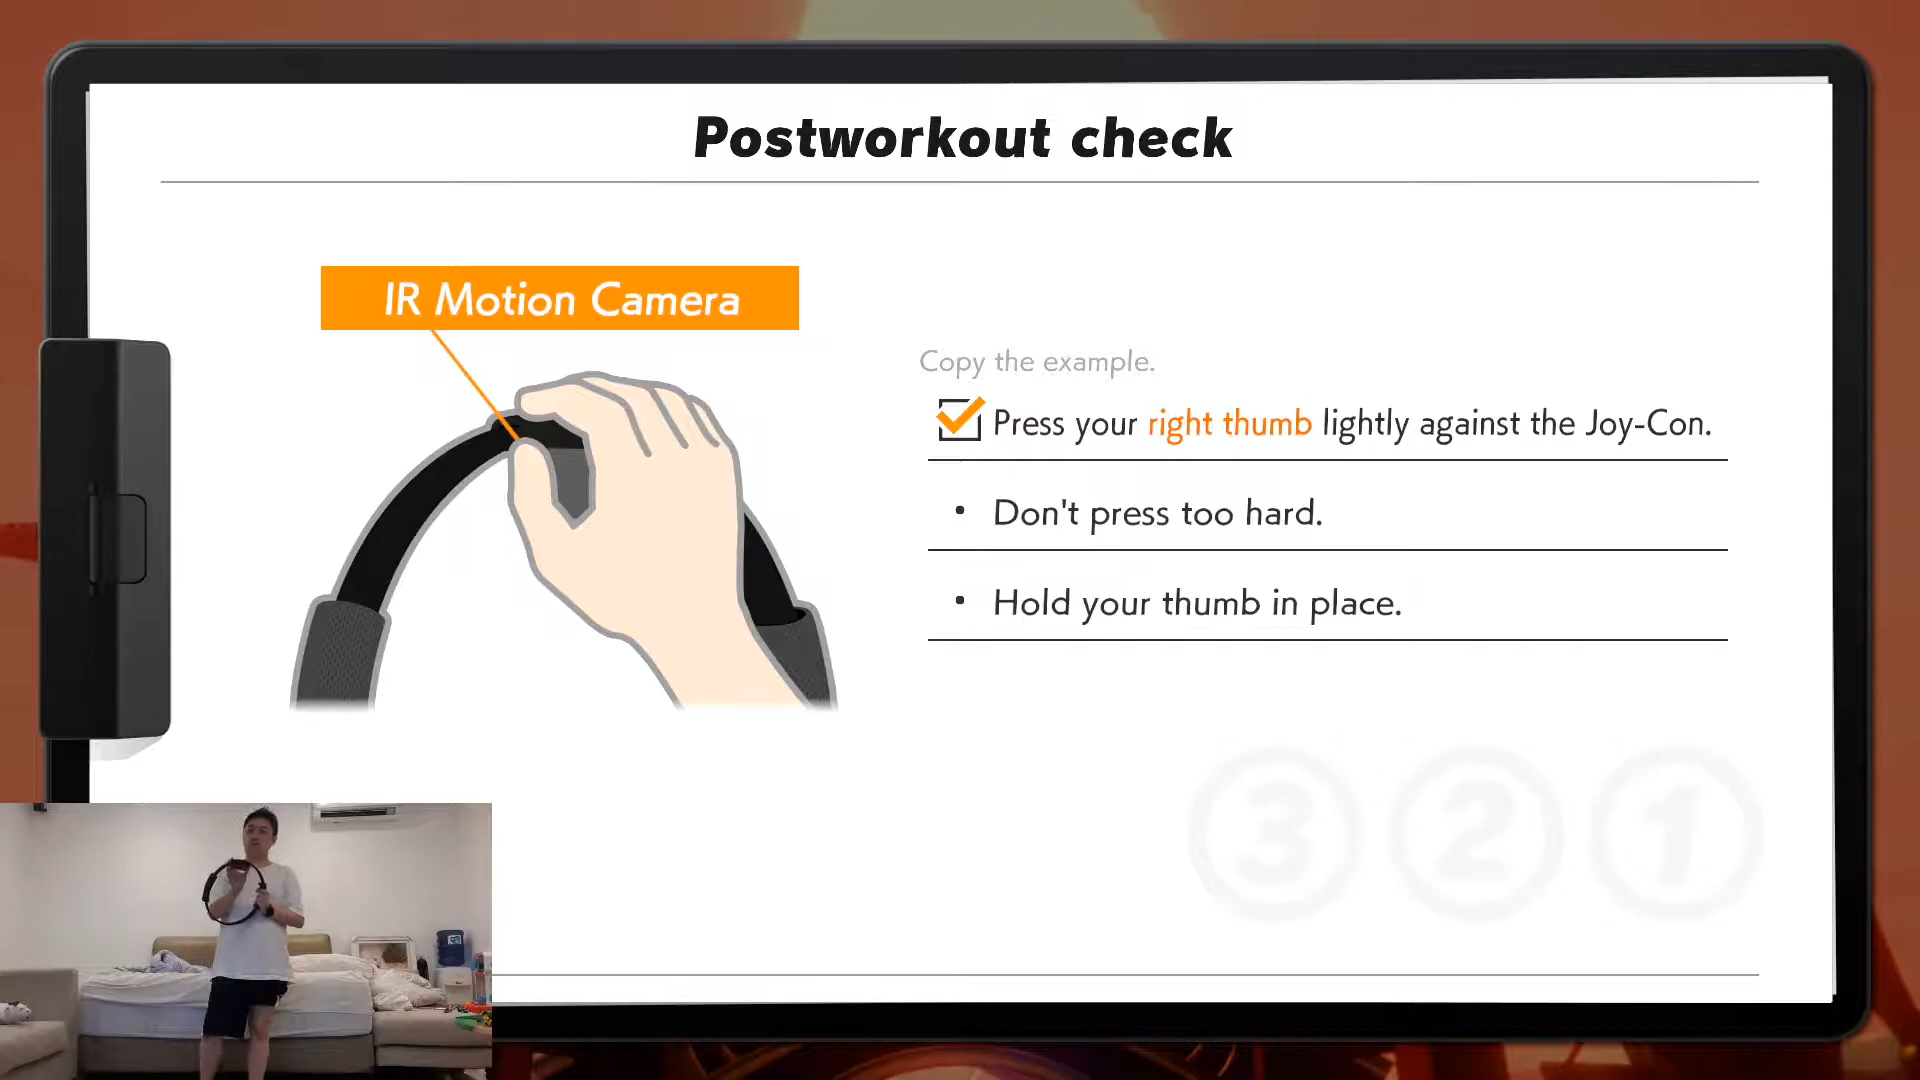 Postworkout check
IR Motion Camera
Copy the example.
Press your right thumb lightly against the Joy-Con.
• Don't press too hard.
• Hold your thumb in place.
3 2 1